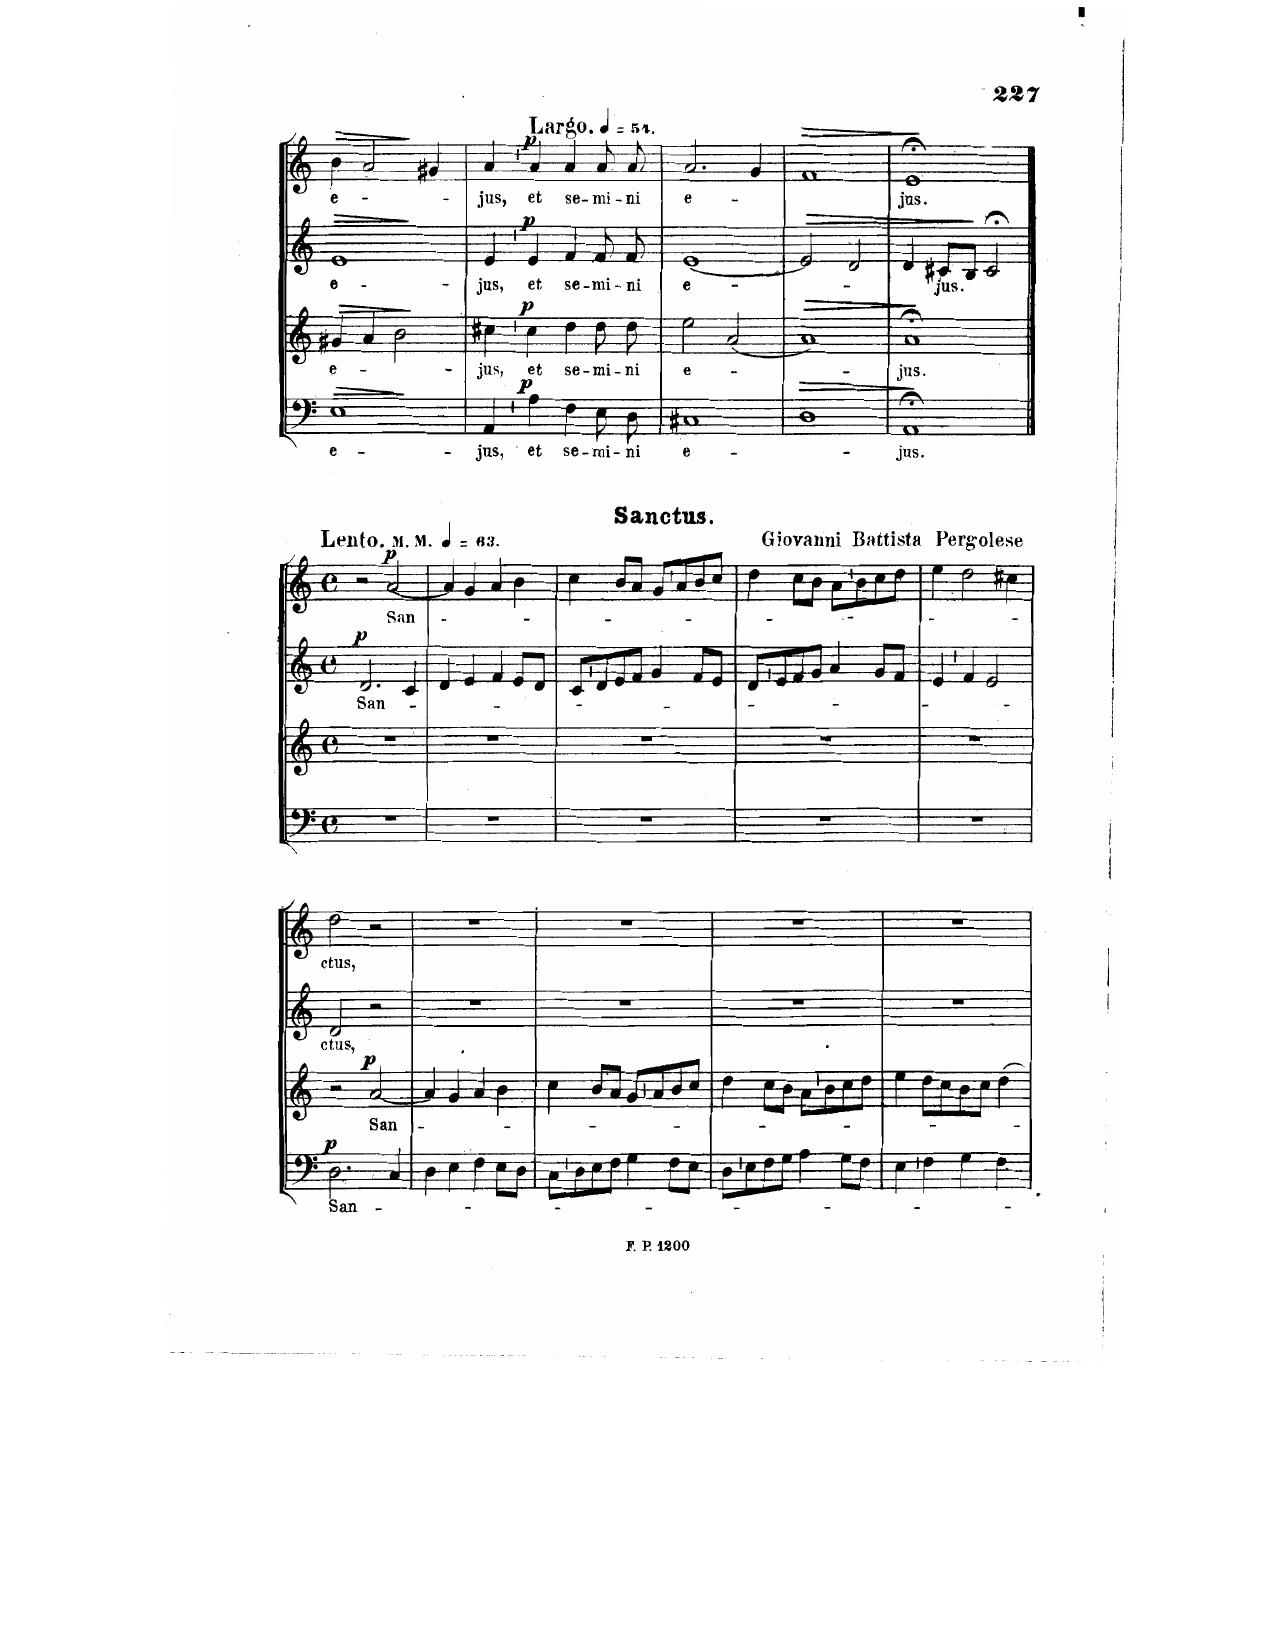 227
Largo. ♩ = 54.
p
e - - jus, et se-mi-ni e - jus.
p
e - - jus, et se-mi-ni e - - jus.
p
e - - jus, et se-mi-ni e - - jus.
p
e - - jus, et se-mi-ni e - - jus.
Sanctus.
Lento. M. M. ♩ = 63. Giovanni Battista Pergolese
p
San - - - - - - - -
p
San - - - - - - - -
ctus,
ctus,
p
San - - - - - - - -
p
San - - - - - - - -
F. P. 1200